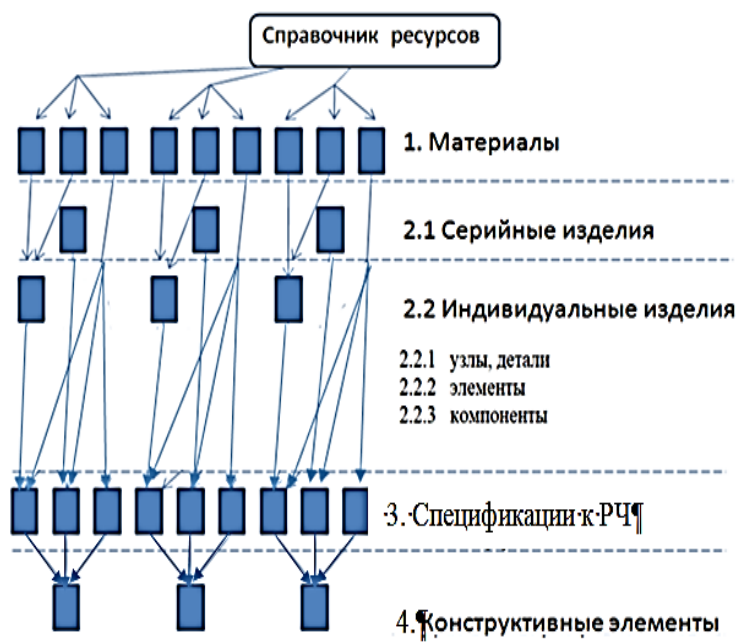 Справочник ресурсов
1. Материалы
2.1 Серийные изделия
2.2 Индивидуальные изделия
2.2.1 узлы, детали
2.2.2 элементы
2.2.3 компоненты
·3.·Спецификации·к·РЧ¶
4.¶Конструктивные элементы